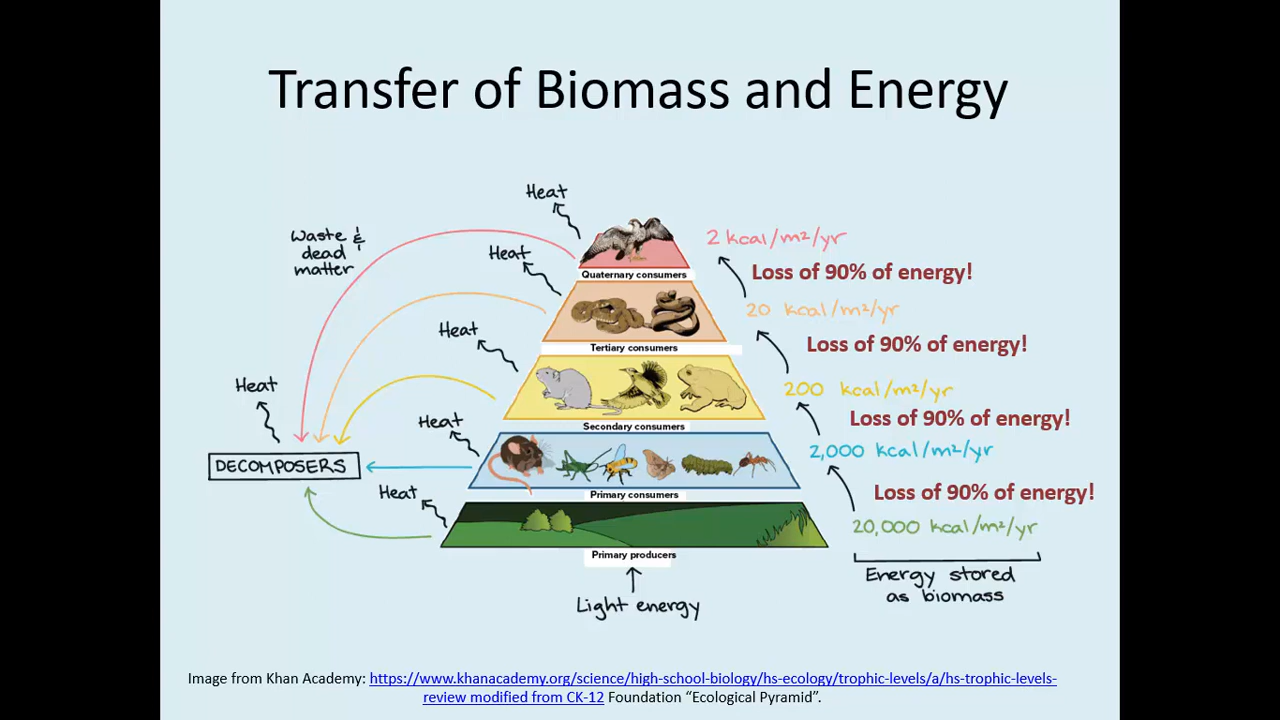 Transfer of Biomass and Energy
Heat
Waste &
dead
matter
2 kcal/m²/yr
Heat
Loss of 90% of energy!
Quaternary consumers
20 kcal/m²/yr
Heat
Loss of 90% of energy!
Tertiary consumers
Heat
200 kcal/m²/yr
Heat
Loss of 90% of energy!
Secondary consumers
2,000 kcal/m²/yr
DECOMPOSERS
Heat
Loss of 90% of energy!
Primary consumers
20,000 kcal/m²/yr
Primary producers
Energy stored
as biomass
Light energy
Image from Khan Academy: https://www.khanacademy.org/science/high-school-biology/hs-ecology/trophic-levels/a/hs-trophic-levels-
review modified from CK-12 Foundation “Ecological Pyramid”.